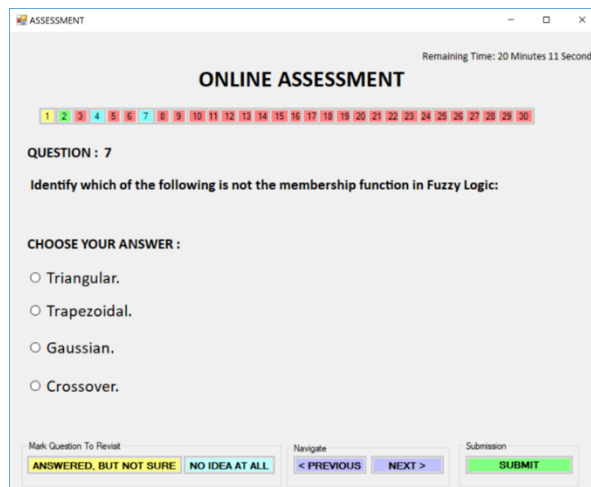 ASSESSMENT
Remaining Time: 20 Minutes 11 Second
ONLINE ASSESSMENT
1 2 3 4 5 6 7 8 9 10 11 12 13 14 15 16 17 18 19 20 21 22 23 24 25 26 27 28 29 30
QUESTION : 7
Identify which of the following is not the membership function in Fuzzy Logic:
CHOOSE YOUR ANSWER :
Triangular.
Trapezoidal.
Gaussian.
Crossover.
Mark Question To Revisit Navigate Submission
ANSWERED, BUT NOT SURE NO IDEA AT ALL < PREVIOUS NEXT > SUBMIT